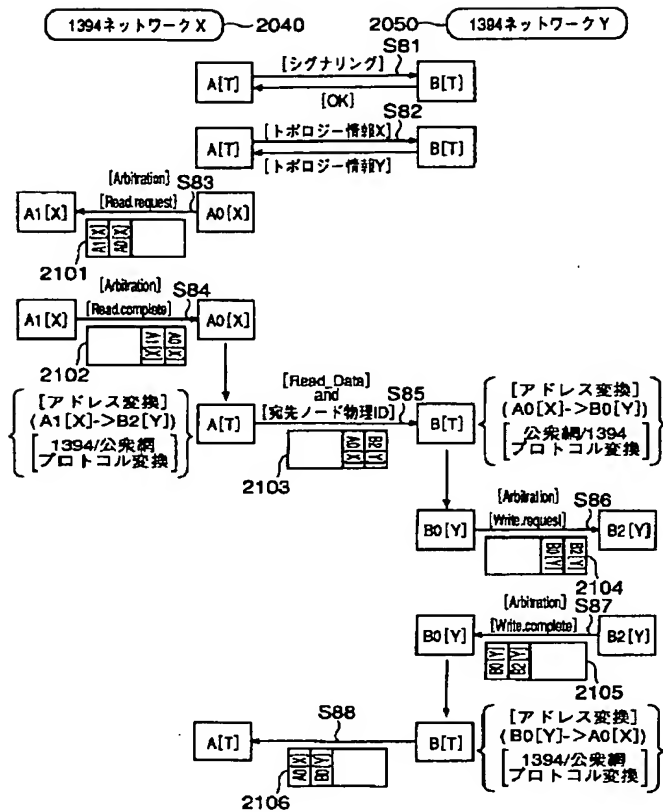 1394ネットワークX 2040 2050 1394ネットワークY
S81
[シグナリング]
A[T] B[T]
[OK]
S82
[トポロジー情報X]
A[T] B[T]
[トポロジー情報Y]
[Arbitration] S83
[Read.request]
A1[X] A0[X]
A1[X] A0[X]
2101
[Arbitration] S84
[Read.complete]
A1[X] A0[X]
A1[X] A0[X]
2102
[Read_Data]
and
[宛先ノード物理ID] S85
[アドレス変換]
(A1[X]->B2[Y])
[1394/公衆網
プロトコル変換]
A[T] B[T]
A0[X] B2[Y]
2103
[アドレス変換]
(A0[X]->B0[Y])
[公衆網/1394
プロトコル変換]
[Arbitration] S86
[Write.request]
B0[Y] B2[Y]
B0[Y] B2[Y]
2104
[Arbitration] S87
[Write.complete]
B0[Y] B2[Y]
B0[Y] B2[Y]
2105
S88
A[T] B[T]
A0[X] B0[Y]
2106
[アドレス変換]
(B0[Y]->A0[X])
[1394/公衆網
プロトコル変換]